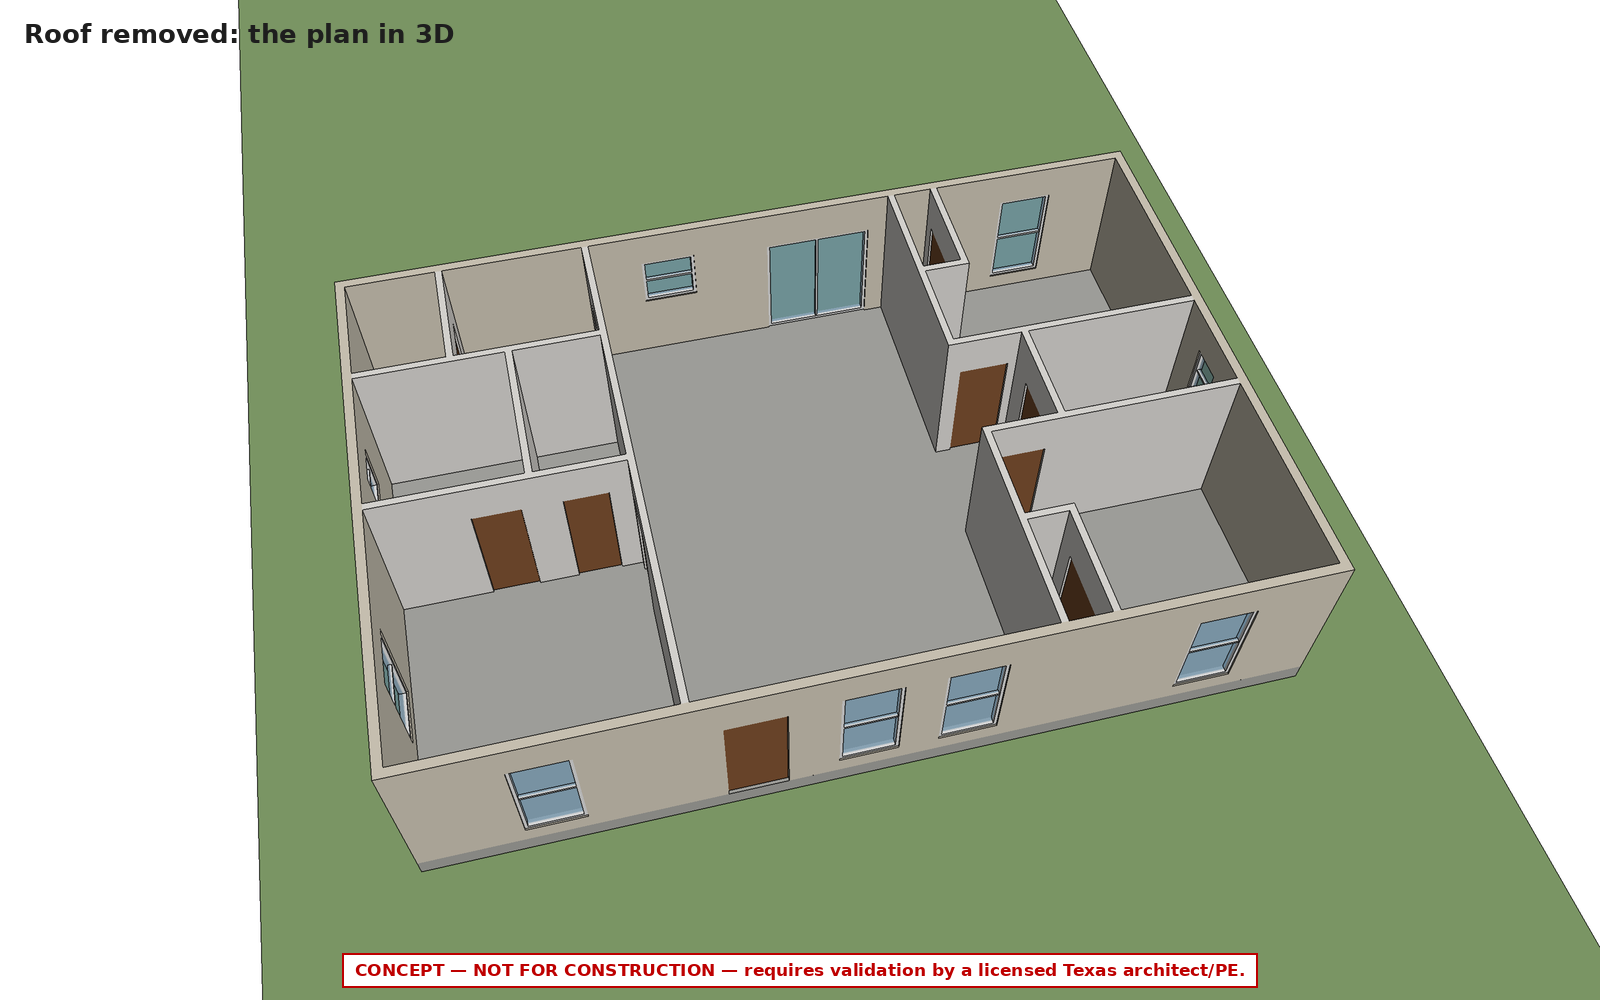 Roof removed: the plan in 3D
CONCEPT — NOT FOR CONSTRUCTION — requires validation by a licensed Texas architect/PE.